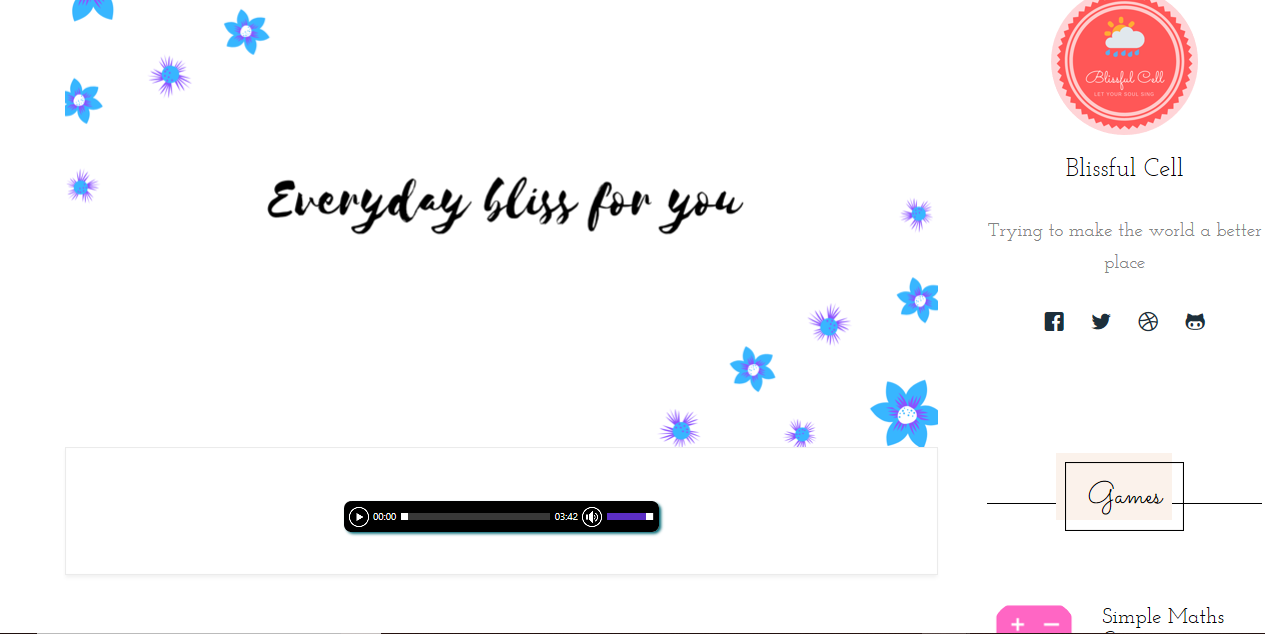 Everyday bliss for you
00:00
03:42
Blissful Cell
LET YOUR SOUL SING
Blissful Cell
Trying to make the world a better
place
Games
Simple Maths